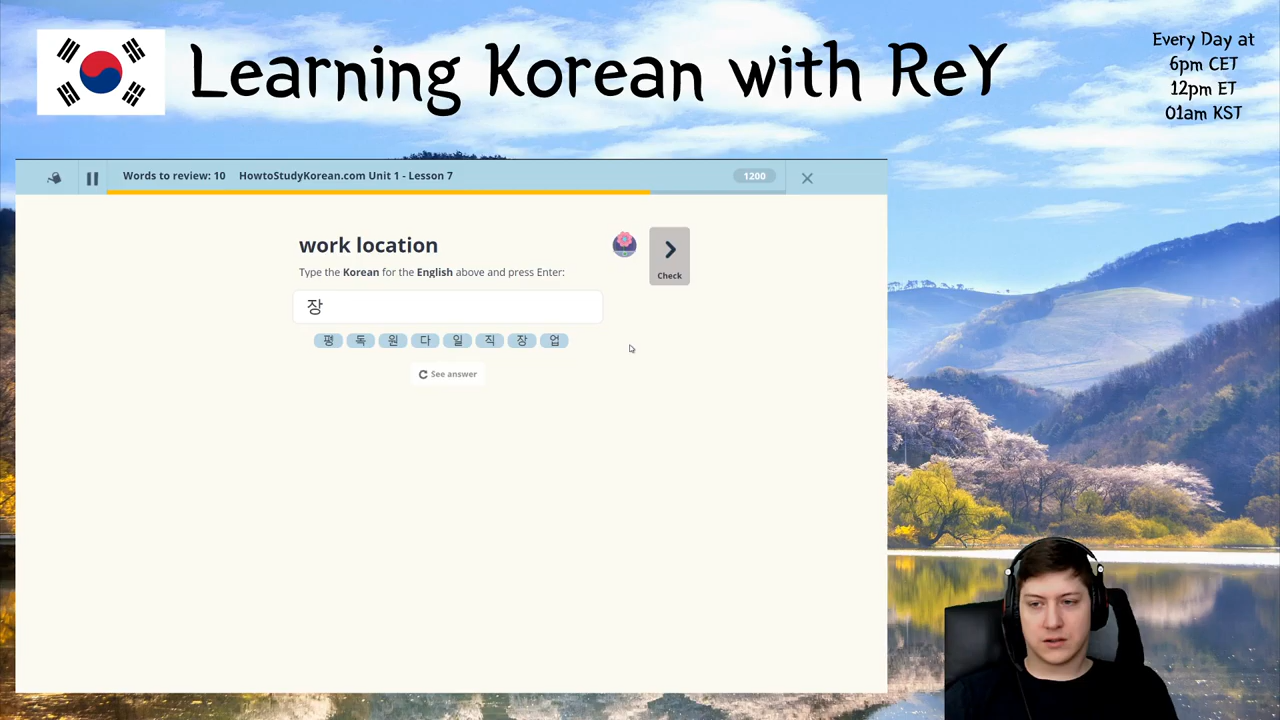 Learning Korean with ReY
Every Day at
6pm CET
12pm ET
01am KST
Words to review: 10 HowtoStudyKorean.com Unit 1 - Lesson 7
1200
work location
Type the Korean for the English above and press Enter:
Check
장
평 독 원 다 일 직 장 업
See answer